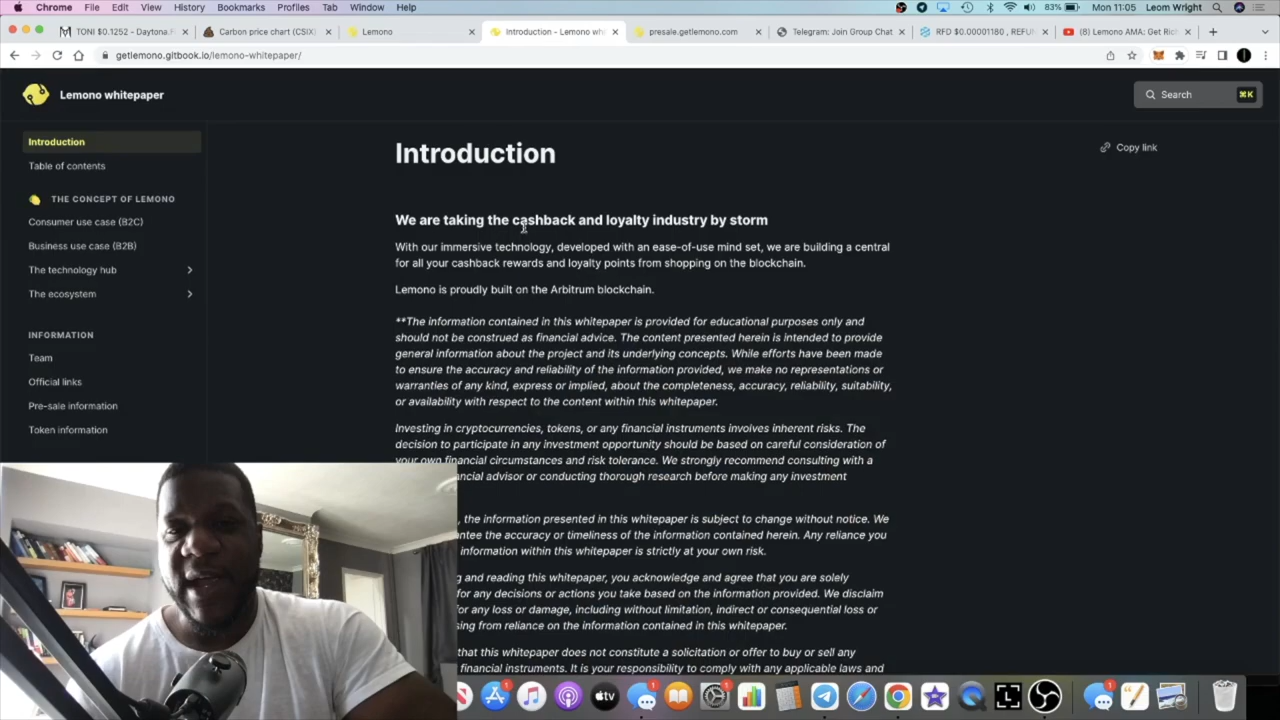 Chrome File Edit View History Bookmarks Profiles Tab Window Help
83% Mon 11:05 Leom Wright
TONI $0.1252 - Daytona.F
Carbon price chart (CSIX)
Lemono
Introduction - Lemono wh
presale.getlemono.com
Telegram: Join Group Chat
RFD $0.00001180 , REFU
(8) Lemono AMA; Get Ric
getlemono.gitbook.io/lemono-whitepaper/
Lemono whitepaper
Search ⌘K
Introduction
Table of contents
THE CONCEPT OF LEMONO
Consumer use case (B2C)
Business use case (B2B)
The technology hub
The ecosystem
INFORMATION
Team
Official links
Pre-sale information
Token information
Introduction
Copy link
We are taking the cashback and loyalty industry by storm
With our immersive technology, developed with an ease-of-use mind set, we are building a central
for all your cashback rewards and loyalty points from shopping on the blockchain.
Lemono is proudly built on the Arbitrum blockchain.
**The information contained in this whitepaper is provided for educational purposes only and
should not be construed as financial advice. The content presented herein is intended to provide
general information about the project and its underlying concepts. While efforts have been made
to ensure the accuracy and reliability of the information provided, we make no representations or
warranties of any kind, express or implied, about the completeness, accuracy, reliability, suitability,
or availability with respect to the content within this whitepaper.
Investing in cryptocurrencies, tokens, or any financial instruments involves inherent risks. The
decision to participate in any investment opportunity should be based on careful consideration of
your own financial circumstances and risk tolerance. We strongly recommend consulting with a
ncial advisor or conducting thorough research before making any investment
, the information presented in this whitepaper is subject to change without notice. We
ntee the accuracy or timeliness of the information contained herein. Any reliance you
information within this whitepaper is strictly at your own risk.
g and reading this whitepaper, you acknowledge and agree that you are solely
for any decisions or actions you take based on the information provided. We disclaim
for any loss or damage, including without limitation, indirect or consequential loss or
sing from reliance on the information contained in this whitepaper.
that this whitepaper does not constitute a solicitation or offer to buy or sell any
financial instruments. It is your responsibility to comply with any applicable laws and
tv